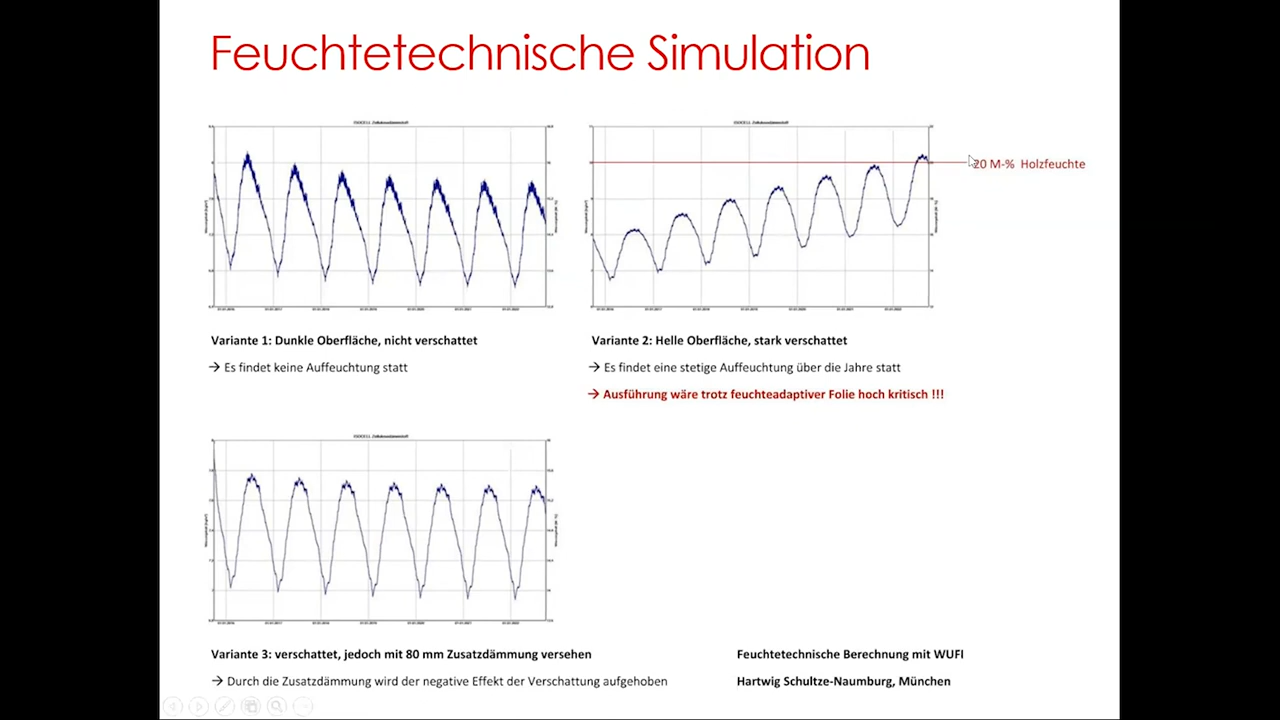 Feuchtetechnische Simulation
20 M-% Holzfeuchte
Variante 1: Dunkle Oberfläche, nicht verschattet
→ Es findet keine Auffeuchtung statt
Variante 2: Helle Oberfläche, stark verschattet
→ Es findet eine stetige Auffeuchtung über die Jahre statt
→ Ausführung wäre trotz feuchteadaptiver Folie hoch kritisch !!!
Variante 3: verschattet, jedoch mit 80 mm Zusatzdämmung versehen
→ Durch die Zusatzdämmung wird der negative Effekt der Verschattung aufgehoben
Feuchtetechnische Berechnung mit WUFI
Hartwig Schultze-Naumburg, München